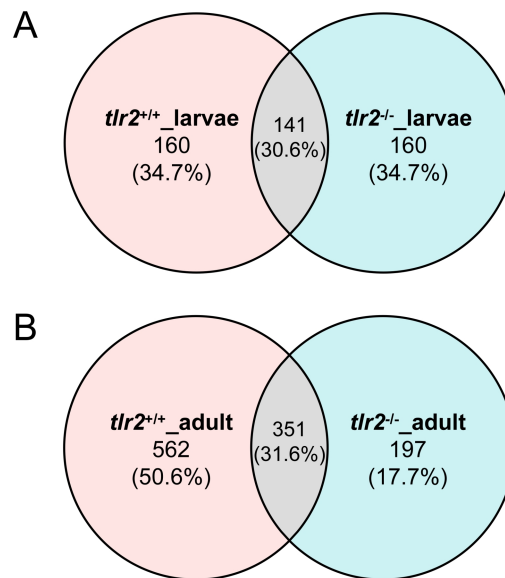 A
tlr2+/+_larvae
160
(34.7%)
141
(30.6%)
tlr2-/-_larvae
160
(34.7%)
B
tlr2+/+_adult
562
(50.6%)
351
(31.6%)
tlr2-/-_adult
197
(17.7%)